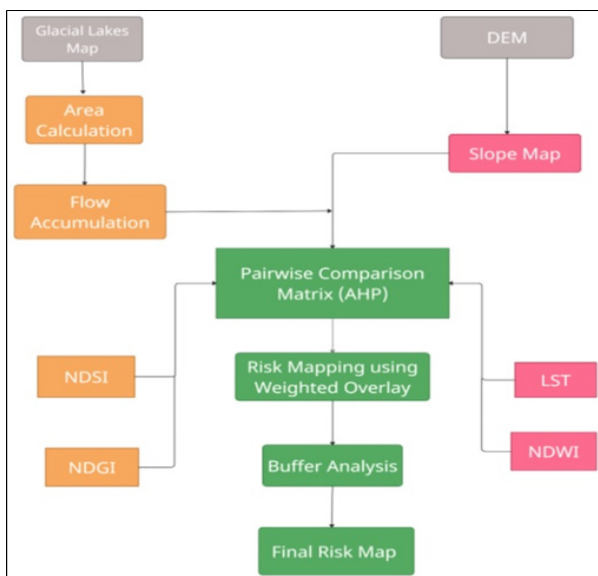 Glacial Lakes
Map
DEM
Area
Calculation
Slope Map
Flow
Accumulation
Pairwise Comparison
Matrix (AHP)
NDSI
Risk Mapping using
Weighted Overlay
LST
NDGI
Buffer Analysis
NDWI
Final Risk Map